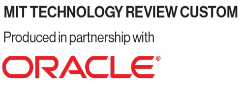 MIT TECHNOLOGY REVIEW CUSTOM
Produced in partnership with
ORACLE®